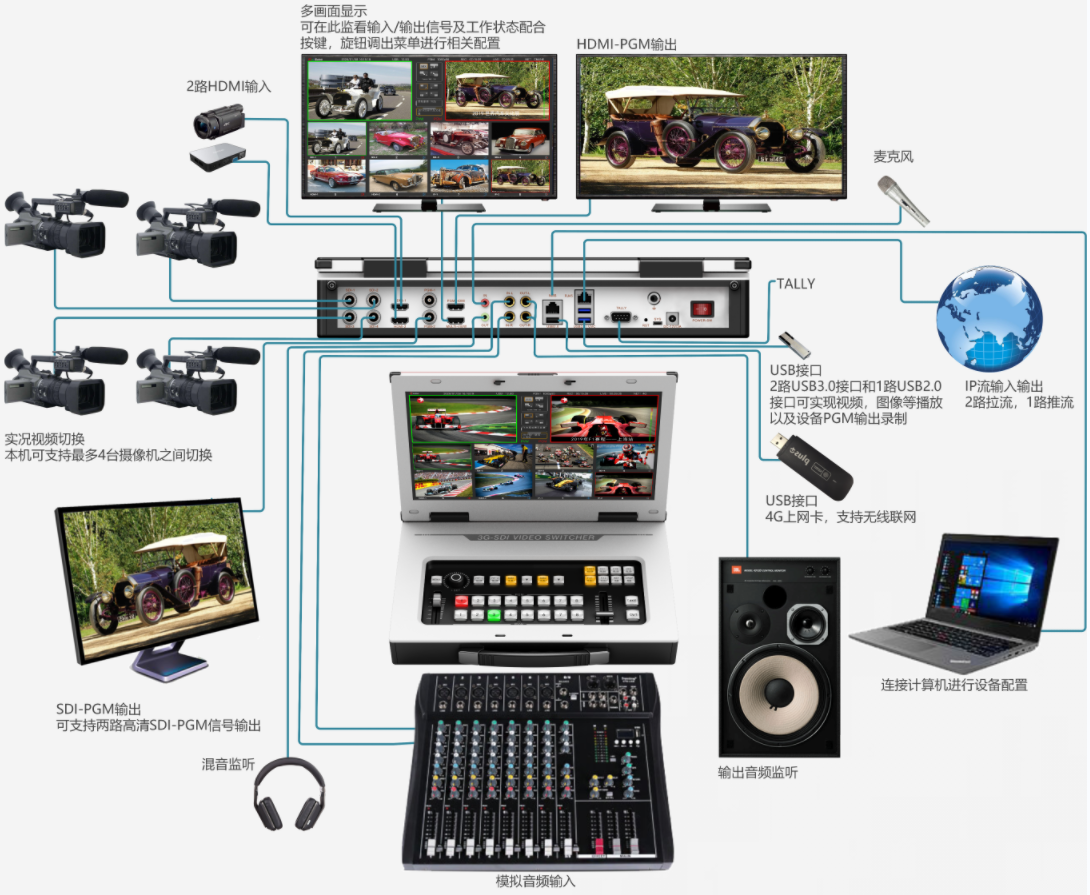 多画面显示
可在此监看输入/输出信号及工作状态配合
按键，旋钮调出菜单进行相关配置
HDMI-PGM输出
2路HDMI输入
麦克风
TALLY
USB接口
2路USB3.0接口和1路USB2.0
接口可实现视频，图像等播放
以及设备PGM输出录制
IP流输入输出
2路拉流，1路推流
实况视频切换
本机可支持最多4台摄像机之间切换
USB接口
4G上网卡，支持无线联网
3G-SDI VIDEO SWITCHER
连接计算机进行设备配置
SDI-PGM输出
可支持两路高清SDI-PGM信号输出
混音监听
输出音频监听
模拟音频输入